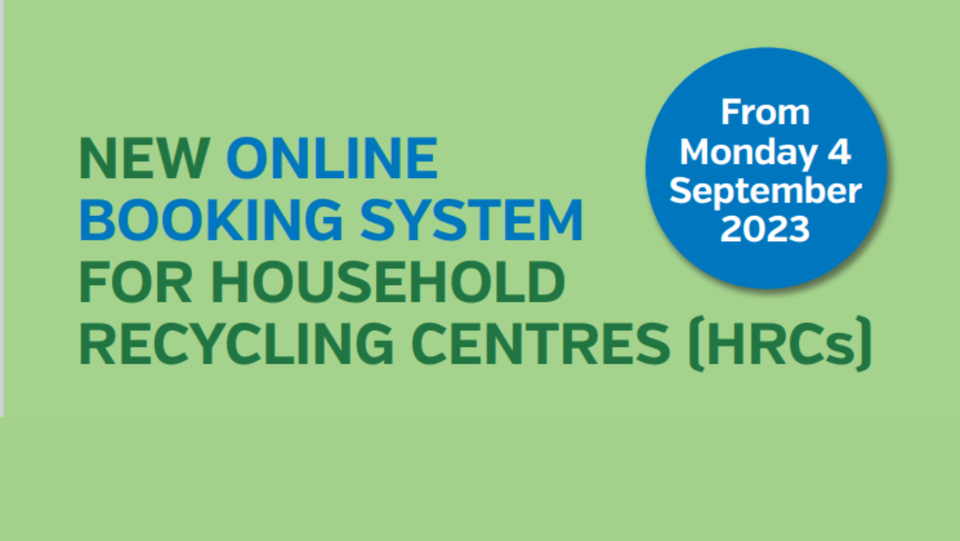 NEW ONLINE
BOOKING SYSTEM
FOR HOUSEHOLD
RECYCLING CENTRES (HRCs)
From
Monday 4
September
2023